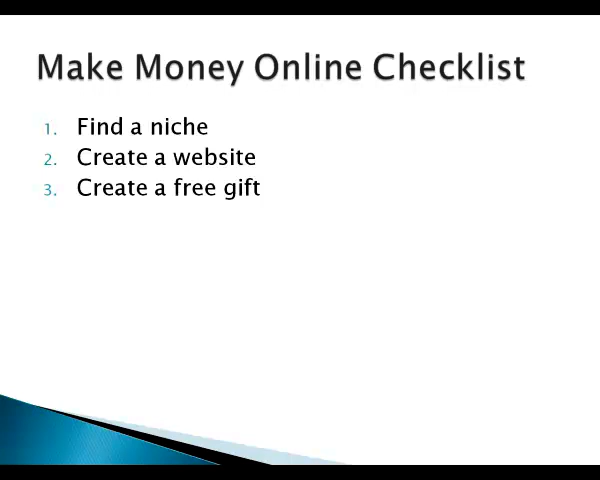 Make Money Online Checklist
1. Find a niche
2. Create a website
3. Create a free gift